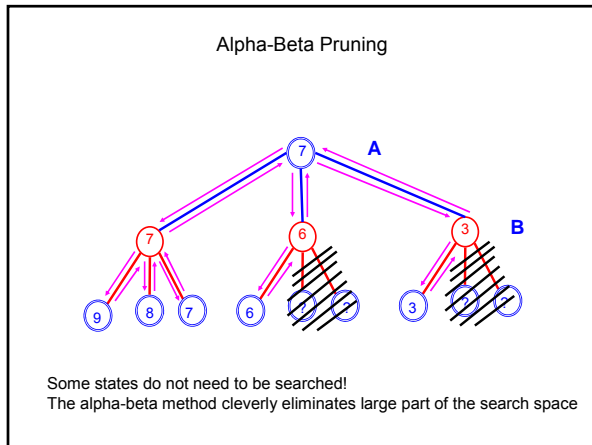 Alpha-Beta Pruning
7 A
7 6 3 B
9 8 7 6 ? ? 3 ? ?
Some states do not need to be searched!
The alpha-beta method cleverly eliminates large part of the search space